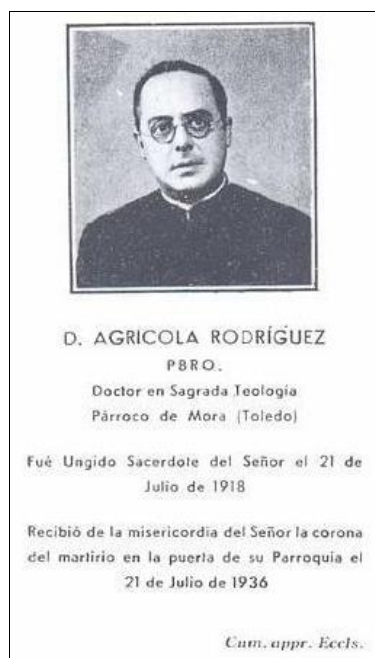 D. AGRICOLA RODRÍGUEZ
PBRO.
Doctor en Sagrada Teología
Párroco de Mora (Toledo)
Fué Ungido Sacerdote del Señor el 21 de
Julio de 1918
Recibió de la misericordia del Señor la corona
del martirio en la puerta de su Parroquia el
21 de Julio de 1936
Cum. appr. Eccls.